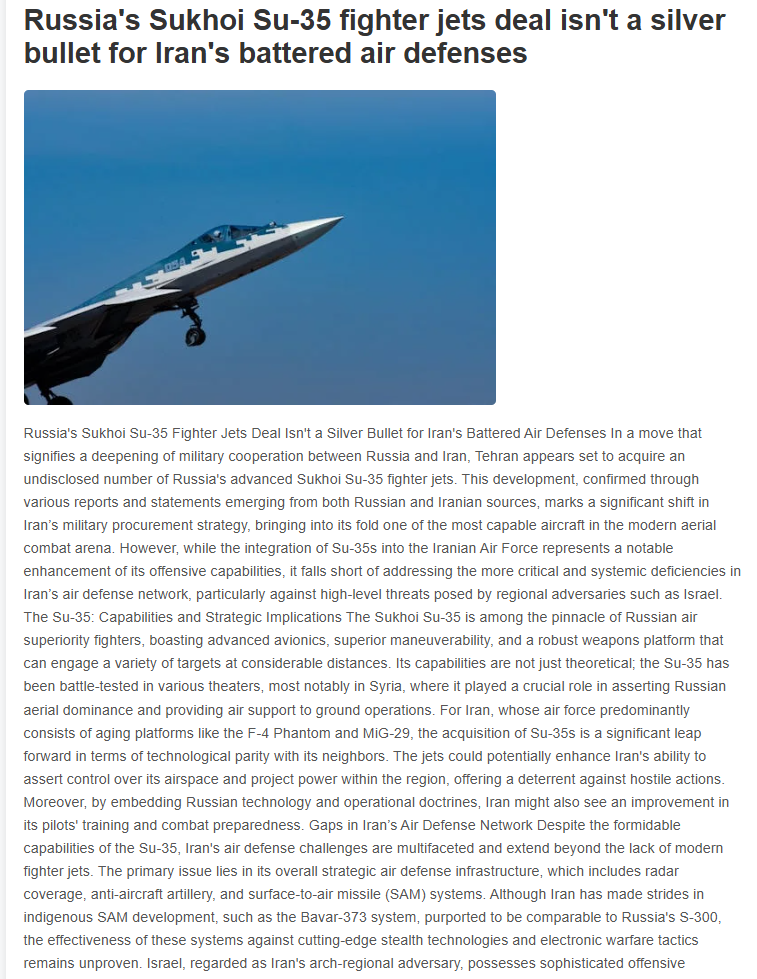 Russia's Sukhoi Su-35 fighter jets deal isn't a silver
bullet for Iran's battered air defenses
054
Russia's Sukhoi Su-35 Fighter Jets Deal Isn't a Silver Bullet for Iran's Battered Air Defenses In a move that
signifies a deepening of military cooperation between Russia and Iran, Tehran appears set to acquire an
undisclosed number of Russia's advanced Sukhoi Su-35 fighter jets. This development, confirmed through
various reports and statements emerging from both Russian and Iranian sources, marks a significant shift in
Iran’s military procurement strategy, bringing into its fold one of the most capable aircraft in the modern aerial
combat arena. However, while the integration of Su-35s into the Iranian Air Force represents a notable
enhancement of its offensive capabilities, it falls short of addressing the more critical and systemic deficiencies in
Iran’s air defense network, particularly against high-level threats posed by regional adversaries such as Israel.
The Su-35: Capabilities and Strategic Implications The Sukhoi Su-35 is among the pinnacle of Russian air
superiority fighters, boasting advanced avionics, superior maneuverability, and a robust weapons platform that
can engage a variety of targets at considerable distances. Its capabilities are not just theoretical; the Su-35 has
been battle-tested in various theaters, most notably in Syria, where it played a crucial role in asserting Russian
aerial dominance and providing air support to ground operations. For Iran, whose air force predominantly
consists of aging platforms like the F-4 Phantom and MiG-29, the acquisition of Su-35s is a significant leap
forward in terms of technological parity with its neighbors. The jets could potentially enhance Iran's ability to
assert control over its airspace and project power within the region, offering a deterrent against hostile actions.
Moreover, by embedding Russian technology and operational doctrines, Iran might also see an improvement in
its pilots' training and combat preparedness. Gaps in Iran’s Air Defense Network Despite the formidable
capabilities of the Su-35, Iran's air defense challenges are multifaceted and extend beyond the lack of modern
fighter jets. The primary issue lies in its overall strategic air defense infrastructure, which includes radar
coverage, anti-aircraft artillery, and surface-to-air missile (SAM) systems. Although Iran has made strides in
indigenous SAM development, such as the Bavar-373 system, purported to be comparable to Russia's S-300,
the effectiveness of these systems against cutting-edge stealth technologies and electronic warfare tactics
remains unproven. Israel, regarded as Iran's arch-regional adversary, possesses sophisticated offensive